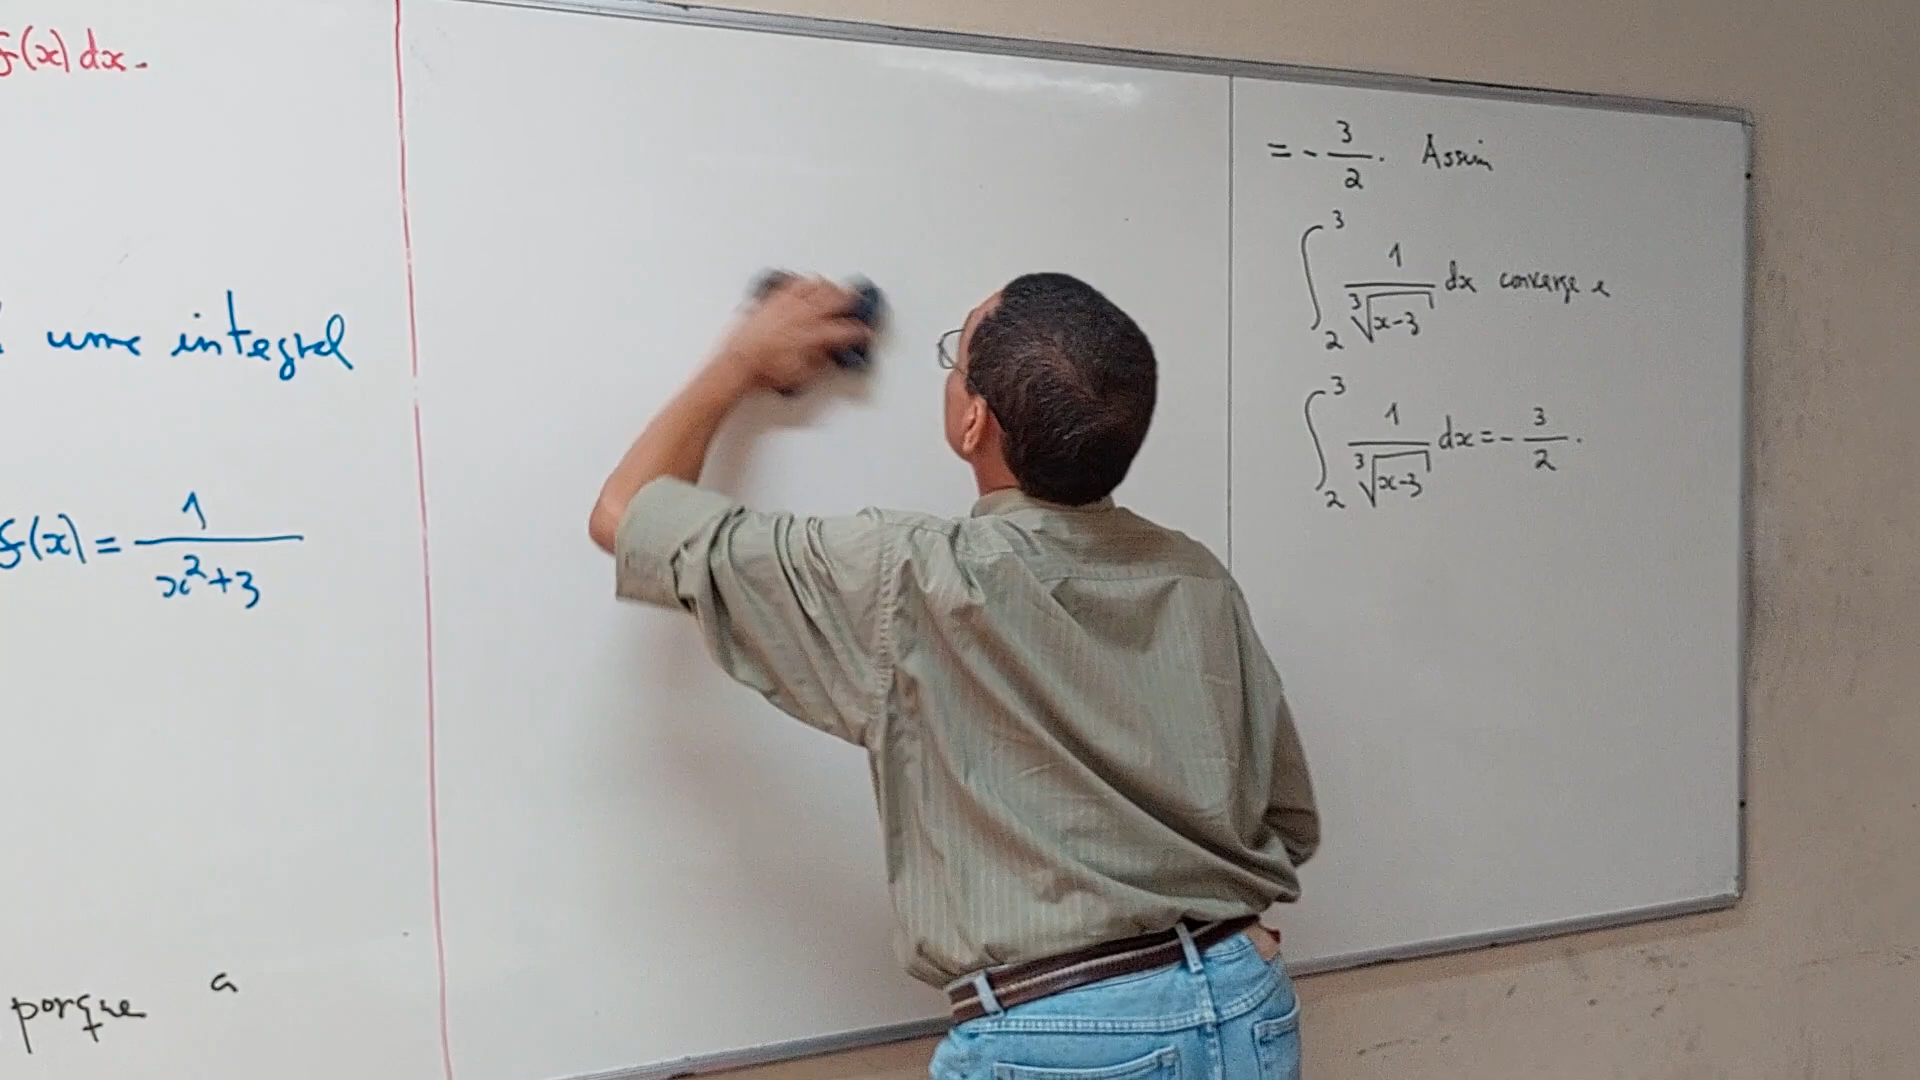 f(x) dx.
uma integral
f(x) = 1/(x²+3)
porque a
= - 3/2. Assim
∫₂³ 1/∛(x-3) dx converge e
∫₂³ 1/∛(x-3) dx = - 3/2.